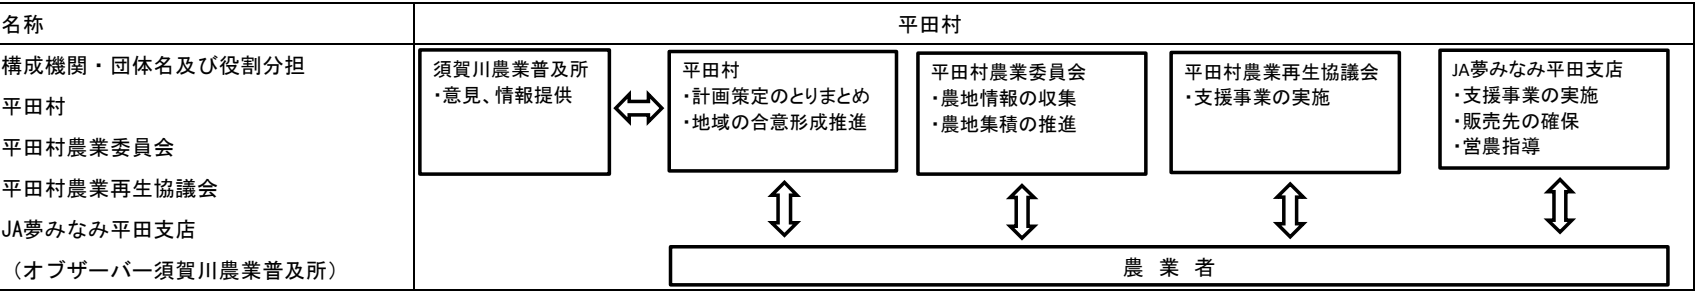 名称
平田村
構成機関・団体名及び役割分担
平田村
平田村農業委員会
平田村農業再生協議会
JA夢みなみ平田支店
（オブザーバー須賀川農業普及所）
須賀川農業普及所
・意見、情報提供
平田村
・計画策定のとりまとめ
・地域の合意形成推進
平田村農業委員会
・農地情報の収集
・農地集積の推進
平田村農業再生協議会
・支援事業の実施
JA夢みなみ平田支店
・支援事業の実施
・販売先の確保
・営農指導
農　業　者